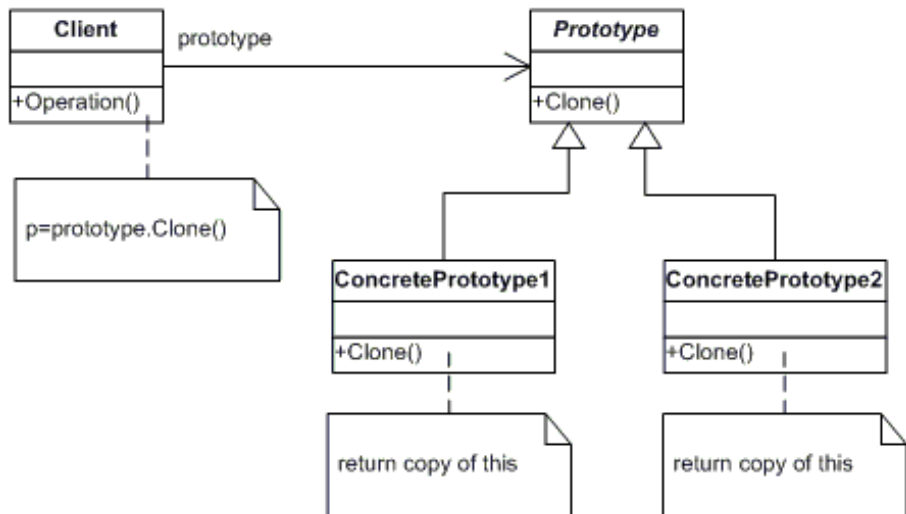 Client
prototype
Prototype
+Operation()
+Clone()
p=prototype.Clone()
ConcretePrototype1
ConcretePrototype2
+Clone()
+Clone()
return copy of this
return copy of this